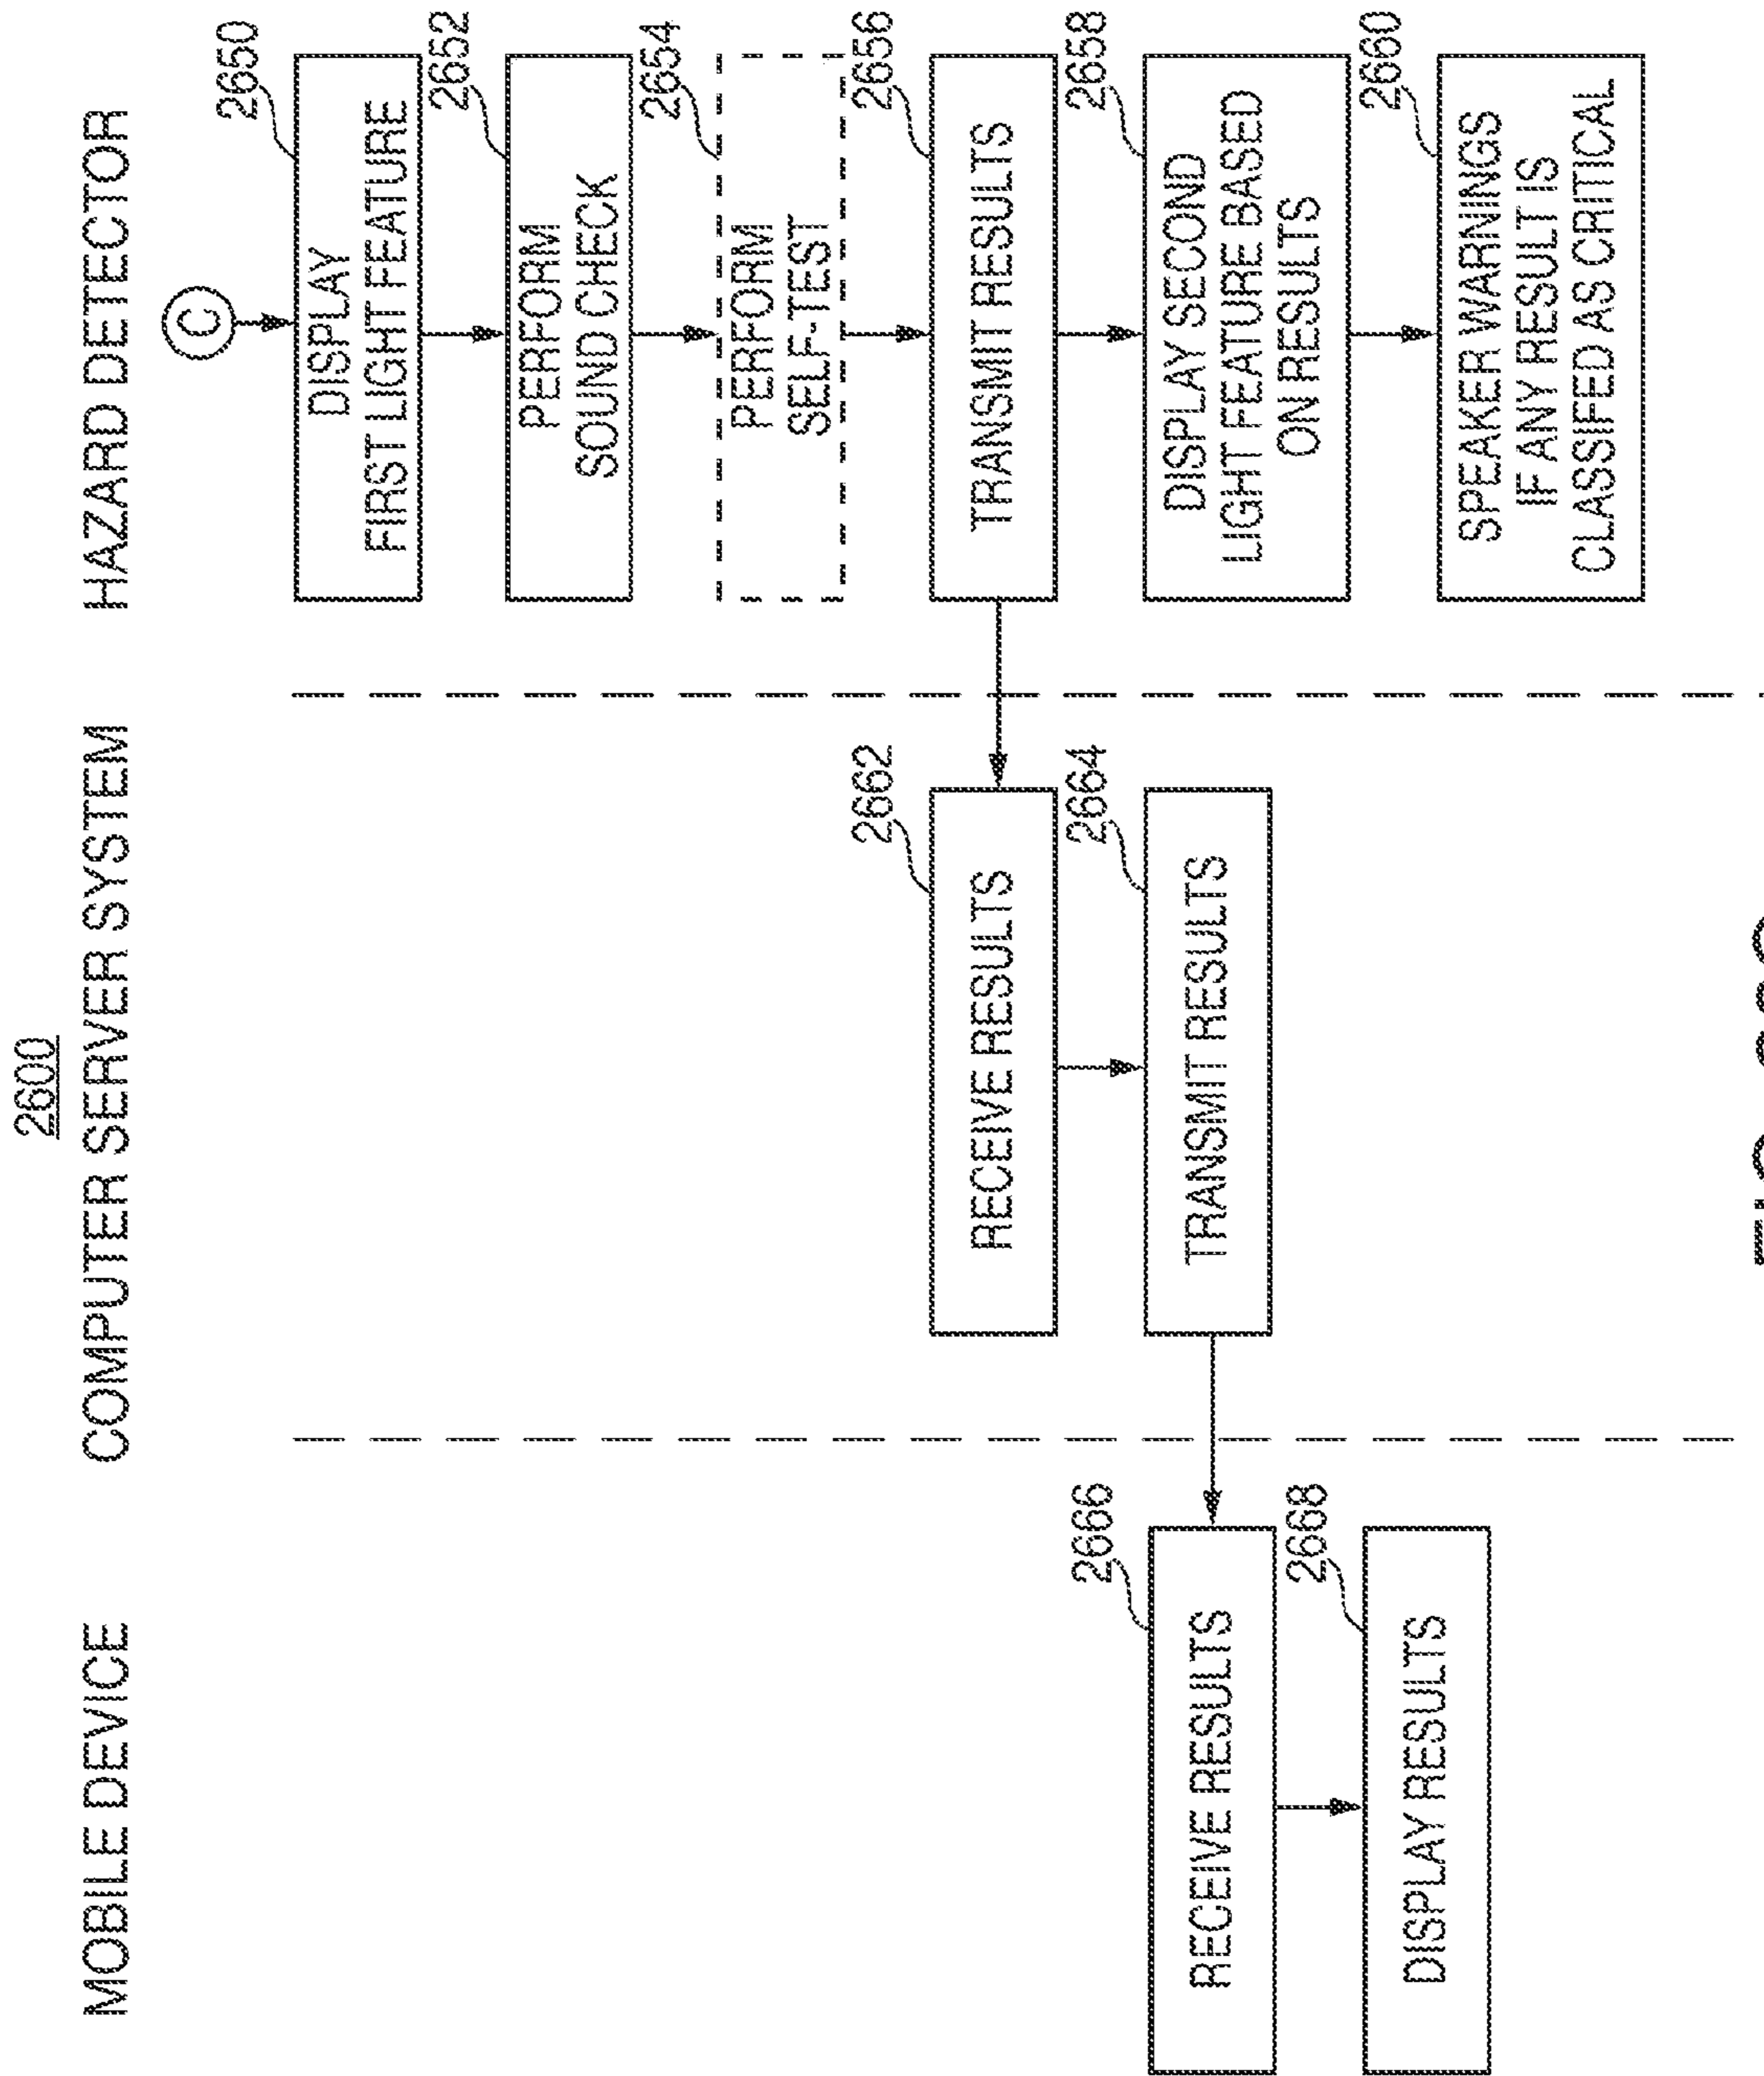 2600
MOBILE DEVICE
COMPUTER SERVER SYSTEM
HAZARD DETECTOR
C
2650
DISPLAY
FIRST LIGHT FEATURE
2652
PERFORM
SOUND CHECK
2654
PERFORM
SELF-TEST
2656
TRANSMIT RESULTS
2658
DISPLAY SECOND
LIGHT FEATURE BASED
ON RESULTS
2660
SPEAKER WARNINGS
IF ANY RESULT IS
CLASSIFED AS CRITICAL
2662
RECEIVE RESULTS
2664
TRANSMIT RESULTS
2666
RECEIVE RESULTS
2668
DISPLAY RESULTS